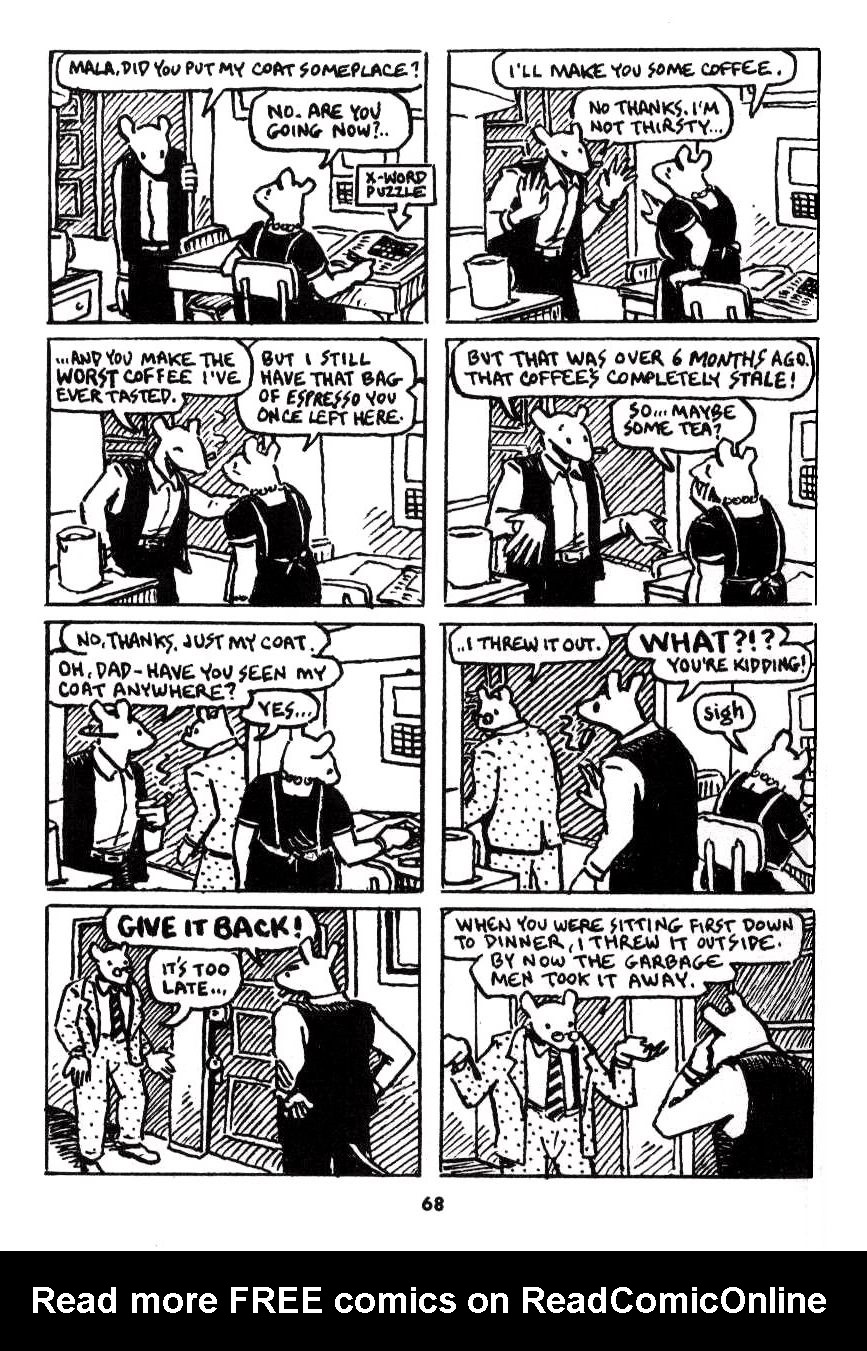 MALA, DID YOU PUT MY COAT SOMEPLACE?
NO. ARE YOU
GOING NOW?..
X-WORD
PUZZLE
I'LL MAKE YOU SOME COFFEE.
NO THANKS. I'M
NOT THIRSTY...
...AND YOU MAKE THE
WORST COFFEE I'VE
EVER TASTED.
BUT I STILL
HAVE THAT BAG
OF ESPRESSO YOU
ONCE LEFT HERE.
BUT THAT WAS OVER 6 MONTHS AGO.
THAT COFFEE'S COMPLETELY STALE!
SO... MAYBE
SOME TEA?
NO, THANKS. JUST MY COAT.
OH, DAD-HAVE YOU SEEN MY
COAT ANYWHERE?
YES...
..I THREW IT OUT.
WHAT?!?
YOU'RE KIDDING!
sigh
GIVE IT BACK!
IT'S TOO
LATE...
WHEN YOU WERE SITTING FIRST DOWN
TO DINNER, I THREW IT OUTSIDE.
BY NOW THE GARBAGE
MEN TOOK IT AWAY.
68
Read more FREE comics on ReadComicOnline